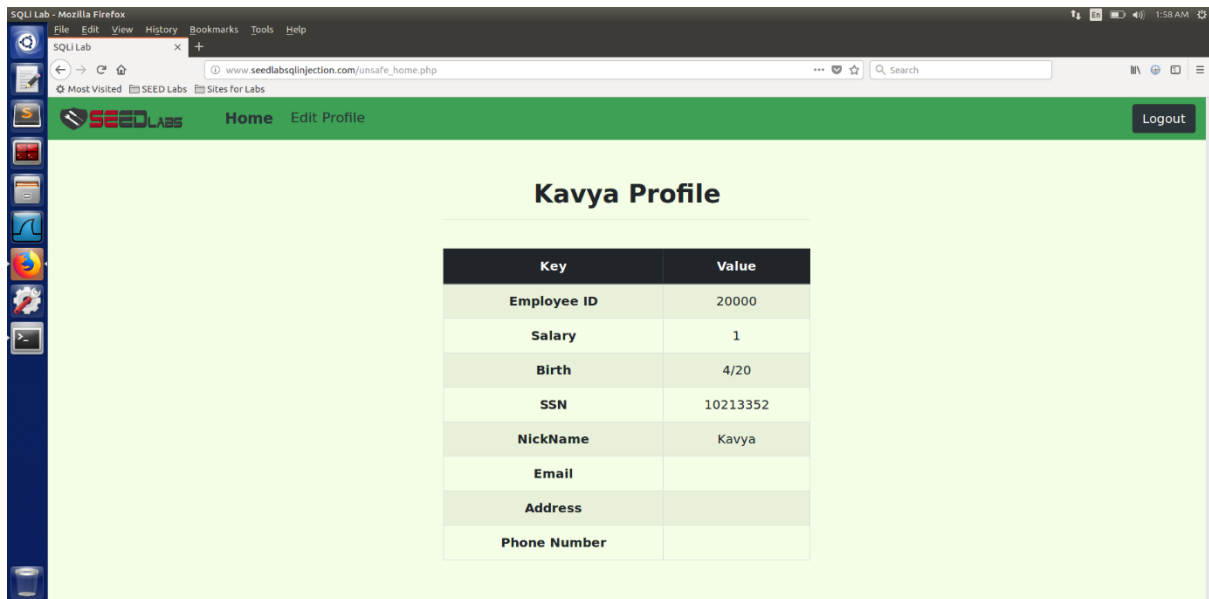 SQLi Lab - Mozilla Firefox
En 1:58 AM
File Edit View History Bookmarks Tools Help
SQLi Lab × +
www.seedlabsqlinjection.com/unsafe_home.php
Search
Most Visited SEED Labs Sites for Labs
SEEDLABS Home Edit Profile Logout
Kavya Profile
Key Value
Employee ID 20000
Salary 1
Birth 4/20
SSN 10213352
NickName Kavya
Email
Address
Phone Number